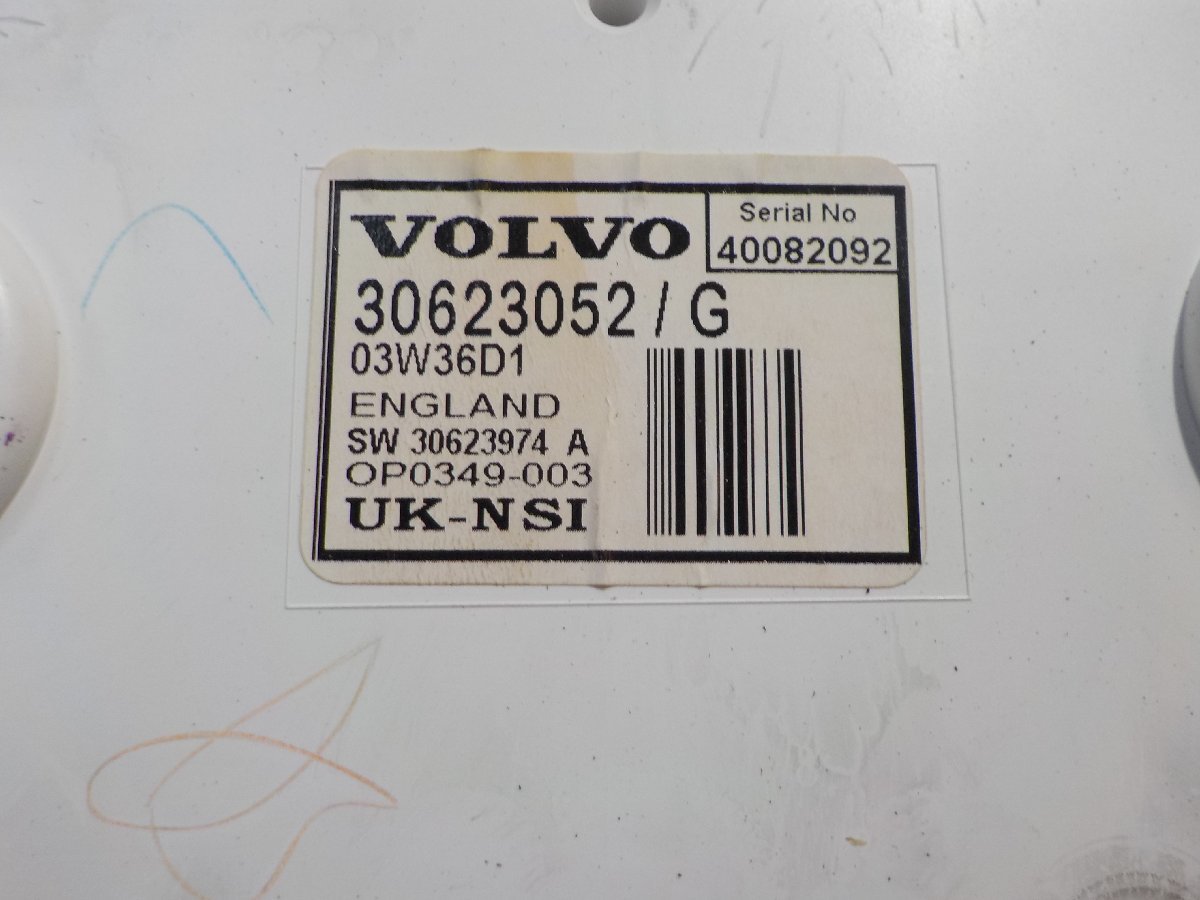 VOLVO
Serial No
40082092
30623052 / G
03W36D1
ENGLAND
SW 30623974 A
OP0349-003
UK-NSI